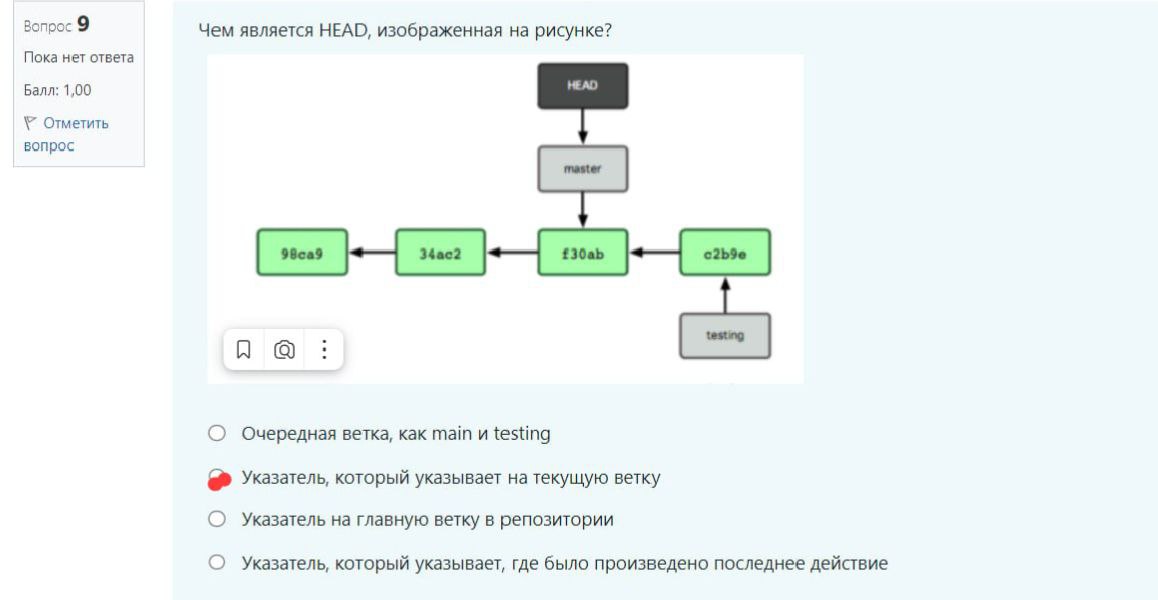 Вопрос 9
Пока нет ответа
Балл: 1,00
Отметить
вопрос
Чем является HEAD, изображенная на рисунке?
HEAD
master
98ca9
34ac2
f30ab
c2b9e
testing
Очередная ветка, как main и testing
Указатель, который указывает на текущую ветку
Указатель на главную ветку в репозитории
Указатель, который указывает, где было произведено последнее действие